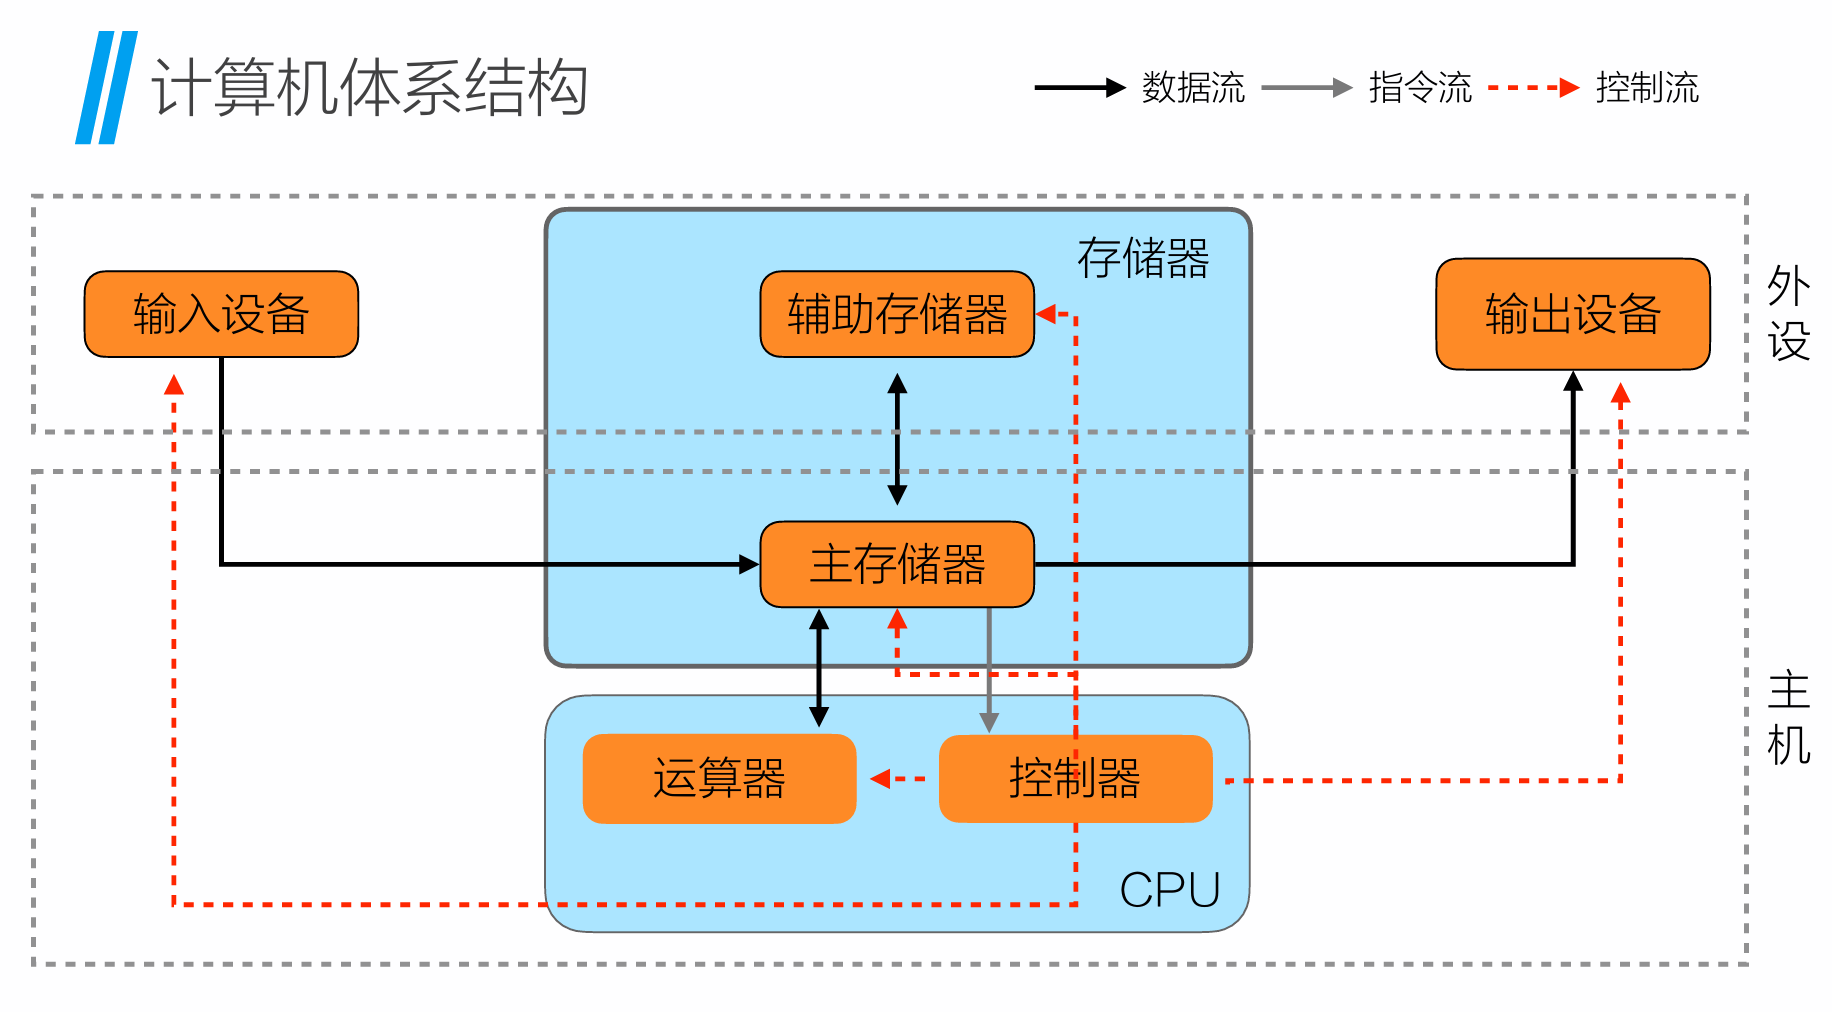 计算机体系结构
数据流
指令流
控制流
存储器
输入设备
辅助存储器
输出设备
外设
主存储器
主机
运算器
控制器
CPU